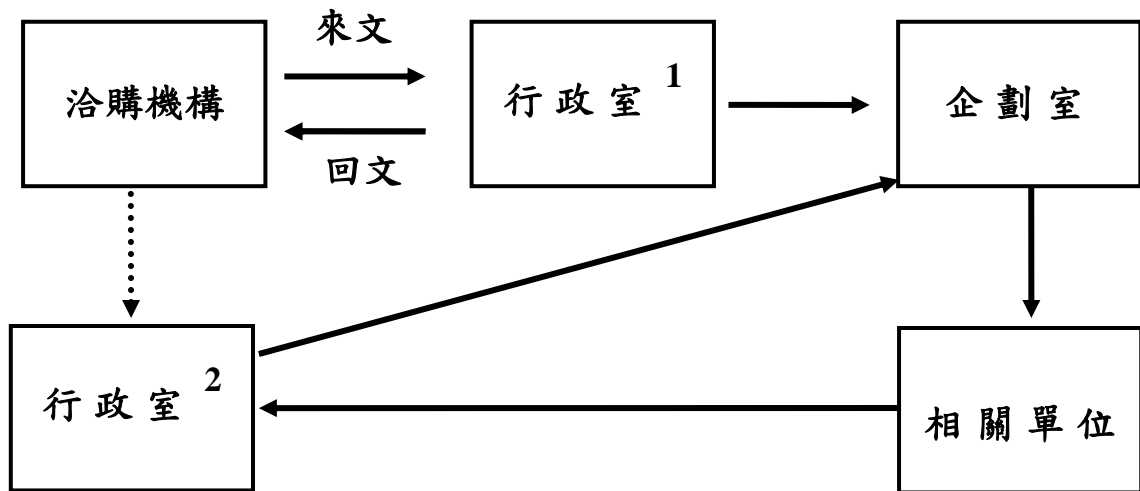 來文
洽購機構
行政室 1
企劃室
回文
行政室 2
相關單位